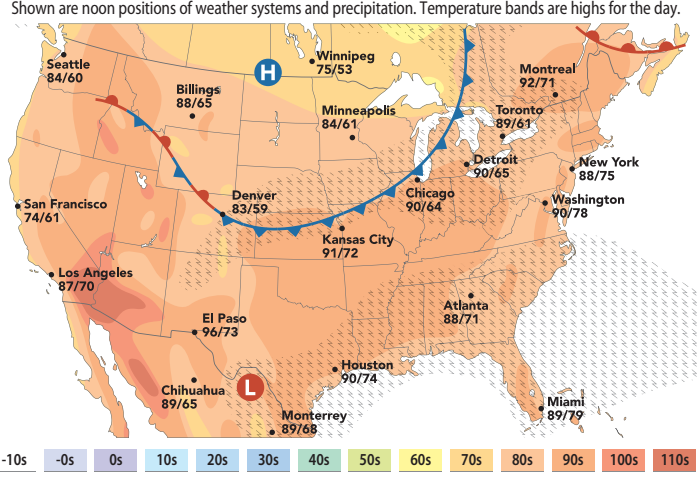 Shown are noon positions of weather systems and precipitation. Temperature bands are highs for the day.
Seattle
84/60
H
Winnipeg
75/53
Billings
88/65
Montreal
92/71
Minneapolis
84/61
Toronto
89/61
Detroit
90/65
New York
88/75
San Francisco
74/61
Denver
83/59
Chicago
90/64
Washington
90/78
Kansas City
91/72
Los Angeles
87/70
Atlanta
88/71
El Paso
96/73
Houston
90/74
Chihuahua
89/65
L
Miami
89/79
Monterrey
89/68
-10s -0s 0s 10s 20s 30s 40s 50s 60s 70s 80s 90s 100s 110s